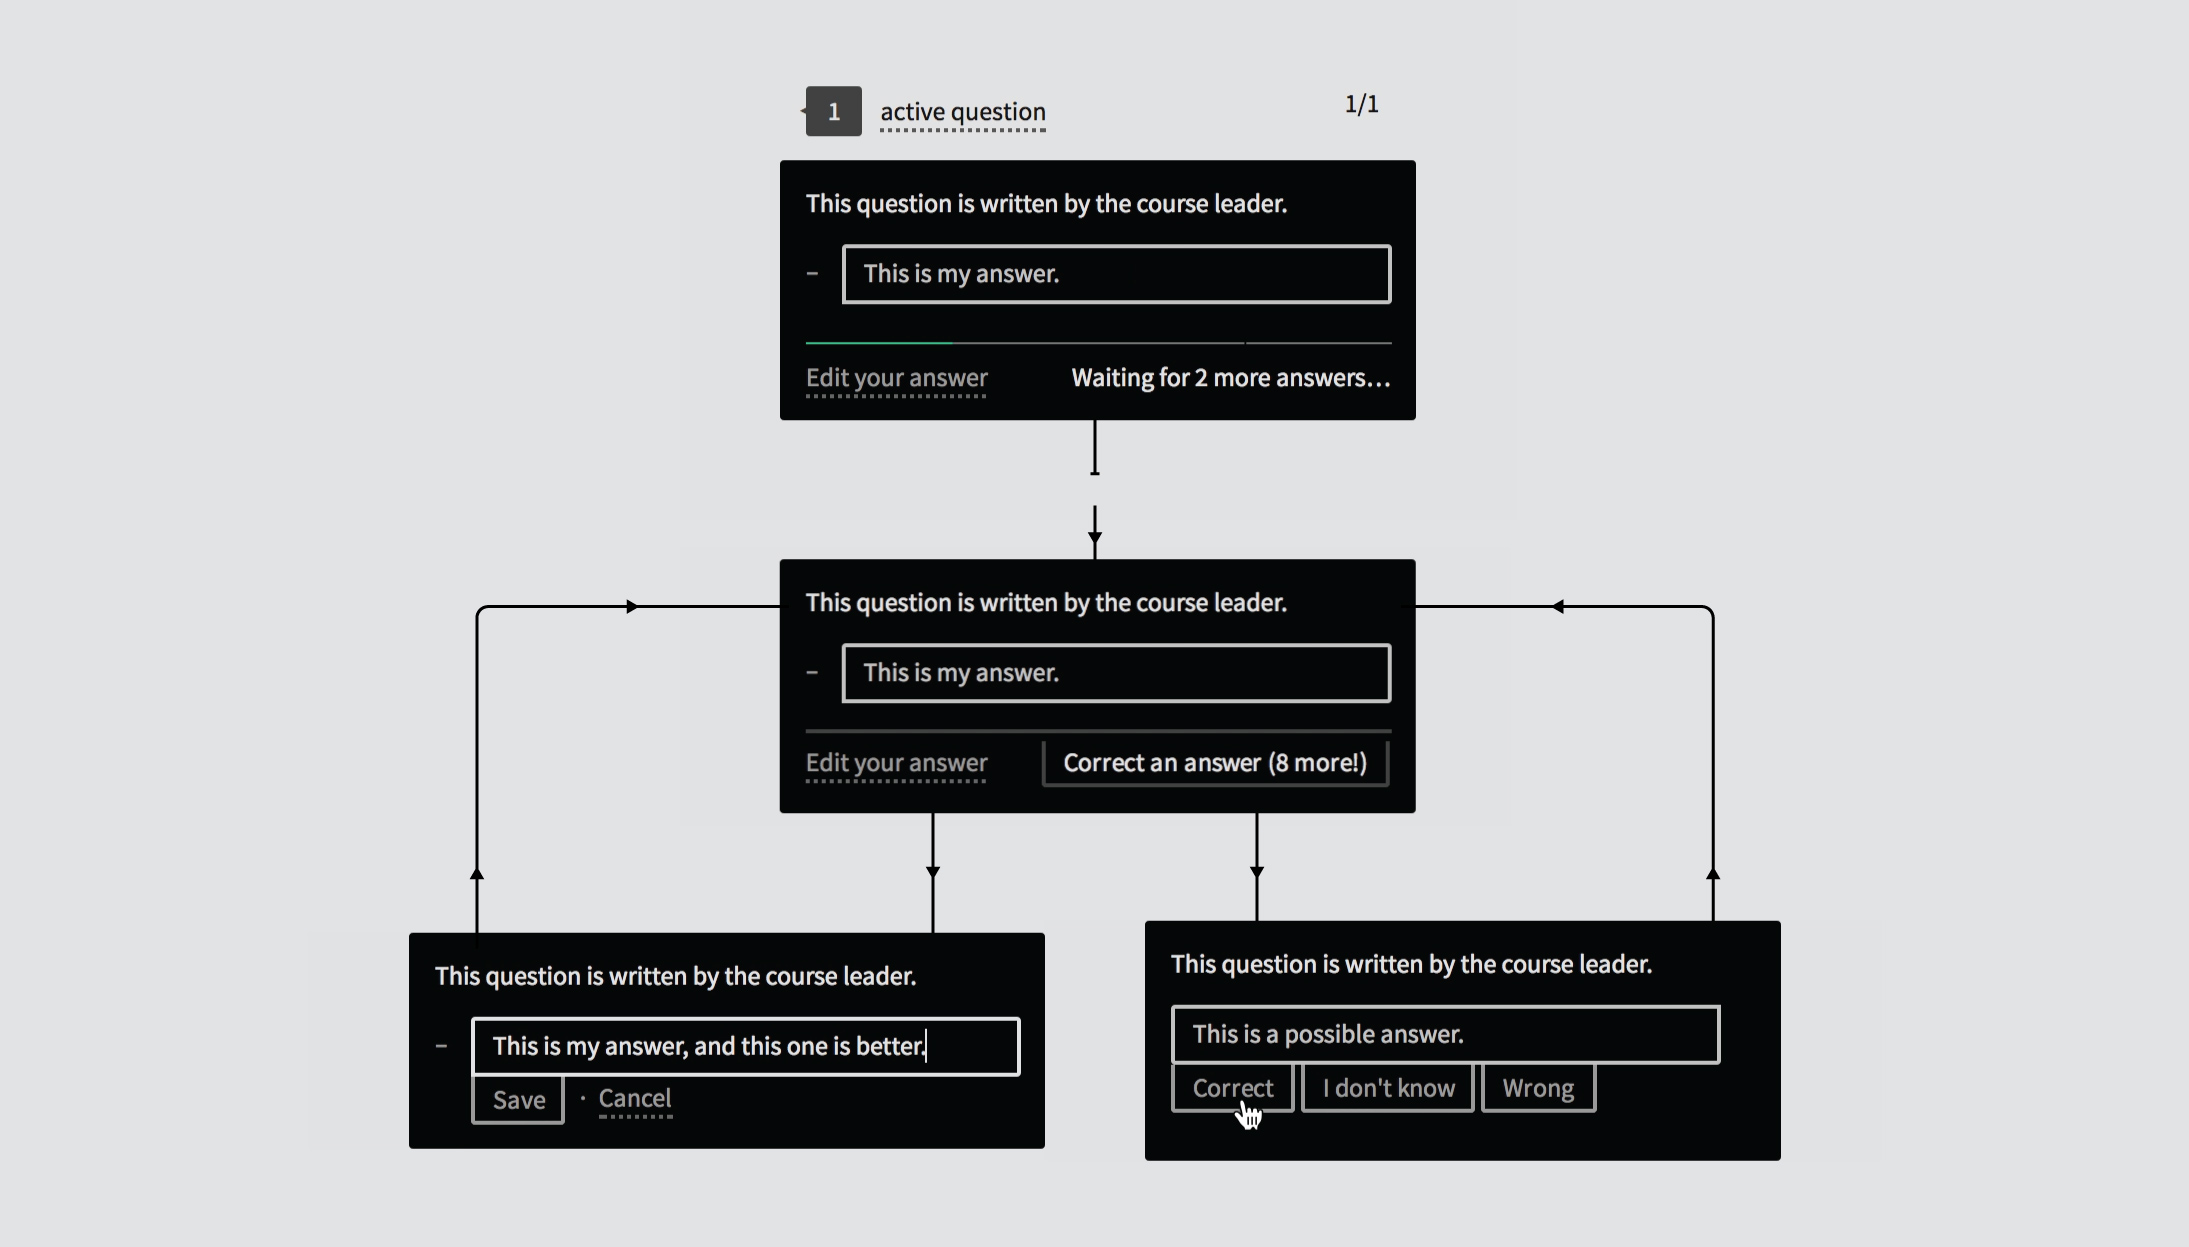 1 active question 1/1
This question is written by the course leader.
– This is my answer.
Edit your answer Waiting for 2 more answers...
This question is written by the course leader.
– This is my answer.
Edit your answer Correct an answer (8 more!)
This question is written by the course leader.
– This is my answer, and this one is better.
Save · Cancel
This question is written by the course leader.
This is a possible answer.
Correct I don't know Wrong